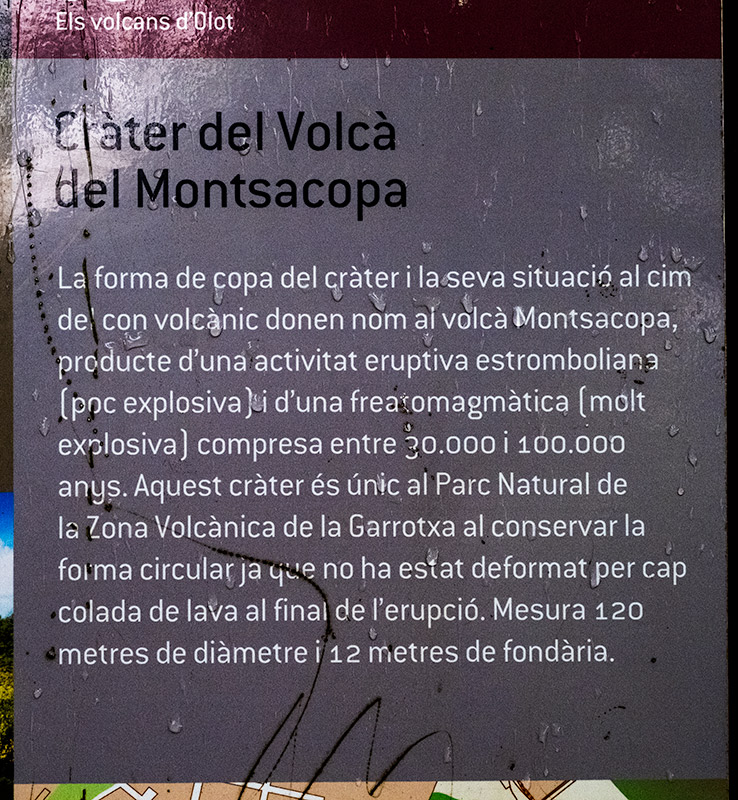 Els volcans d'Olot
Cràter del Volcà
del Montsacopa
La forma de copa del cràter i la seva situació al cim
del con volcànic donen nom al volcà Montsacopa,
producte d'una activitat eruptiva estromboliana
(poc explosiva) i d'una freatomagmàtica (molt
explosiva) compresa entre 30.000 i 100.000
anys. Aquest cràter és únic al Parc Natural de
la Zona Volcànica de la Garrotxa al conservar la
forma circular ja que no ha estat deformat per cap
colada de lava al final de l'erupció. Mesura 120
metres de diàmetre i 12 metres de fondària.